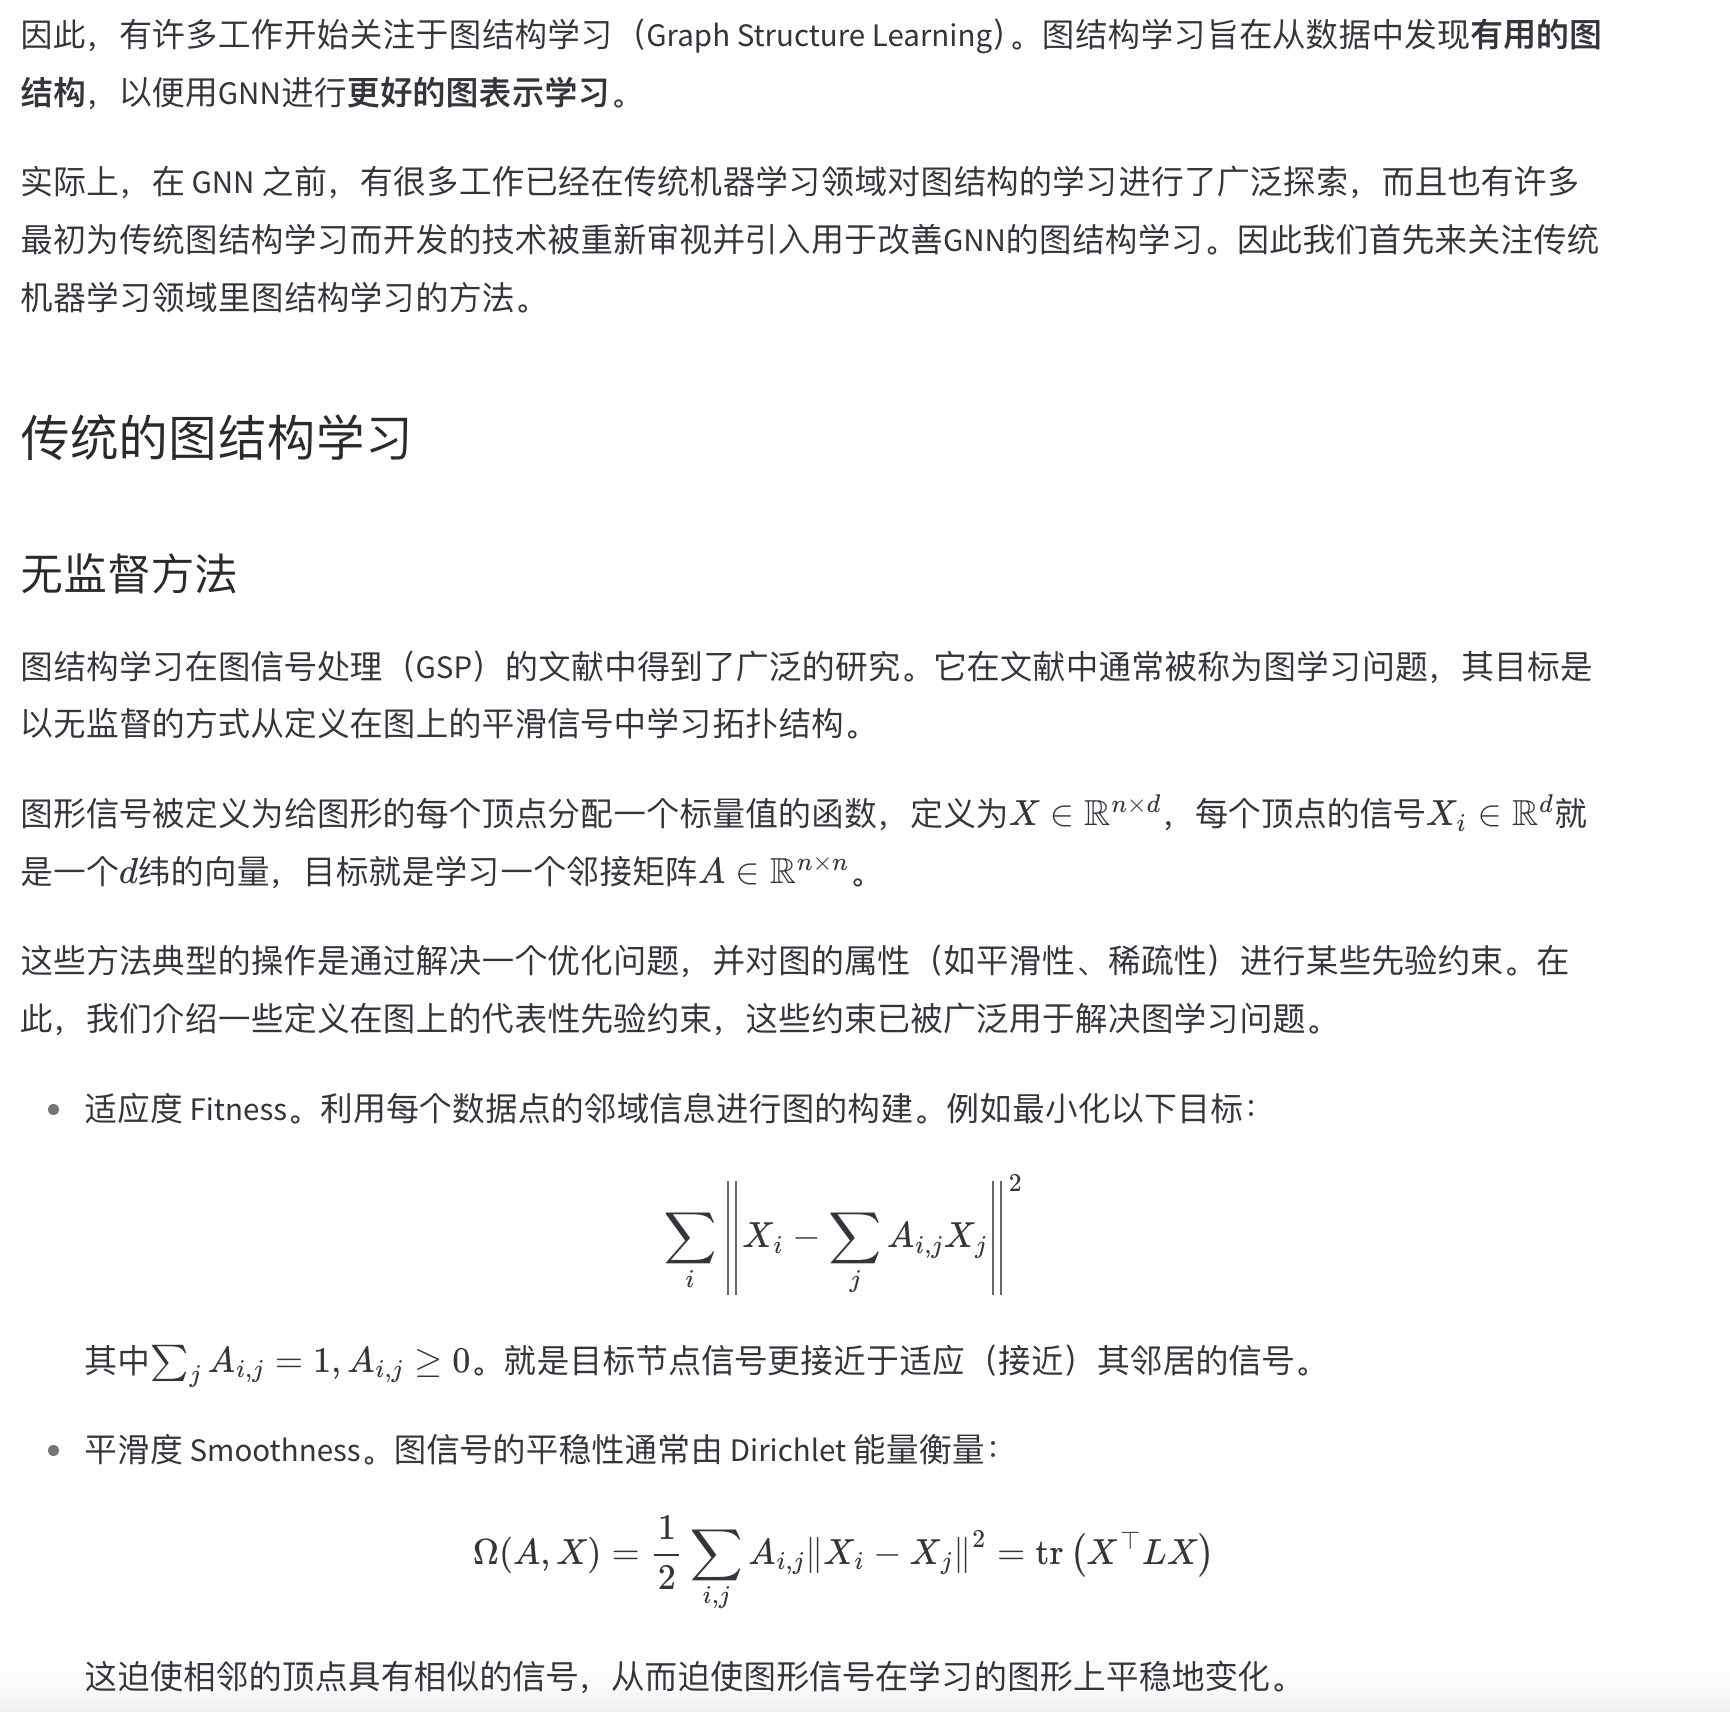 因此，有许多工作开始关注于图结构学习（Graph Structure Learning）。图结构学习旨在从数据中发现有用的图
结构，以便用GNN进行更好的图表示学习。
实际上，在 GNN 之前，有很多工作已经在传统机器学习领域对图结构的学习进行了广泛探索，而且也有许多
最初为传统图结构学习而开发的技术被重新审视并引入用于改善GNN的图结构学习。因此我们首先来关注传统
机器学习领域里图结构学习的方法。
传统的图结构学习
无监督方法
图结构学习在图信号处理（GSP）的文献中得到了广泛的研究。它在文献中通常被称为图学习问题，其目标是
以无监督的方式从定义在图上的平滑信号中学习拓扑结构。
图形信号被定义为给图形的每个顶点分配一个标量值的函数，定义为$X \in \mathbb{R}^{n \times d}$，每个顶点的信号$X_i \in \mathbb{R}^d$就
是一个$d$纬的向量，目标就是学习一个邻接矩阵$A \in \mathbb{R}^{n \times n}$。
这些方法典型的操作是通过解决一个优化问题，并对图的属性（如平滑性、稀疏性）进行某些先验约束。在
此，我们介绍一些定义在图上的代表性先验约束，这些约束已被广泛用于解决图学习问题。
• 适应度 Fitness。利用每个数据点的邻域信息进行图的构建。例如最小化以下目标：
$\sum_i \left\| X_i - \sum_j A_{i,j} X_j \right\|^2$
其中$\sum_j A_{i,j} = 1, A_{i,j} \geq 0$。就是目标节点信号更接近于适应（接近）其邻居的信号。
• 平滑度 Smoothness。图信号的平稳性通常由 Dirichlet 能量衡量：
$\Omega(A, X) = \frac{1}{2} \sum_{i,j} A_{i,j} \| X_i - X_j \|^2 = \mathrm{tr}\left( X^\top L X \right)$
这迫使相邻的顶点具有相似的信号，从而迫使图形信号在学习的图形上平稳地变化。